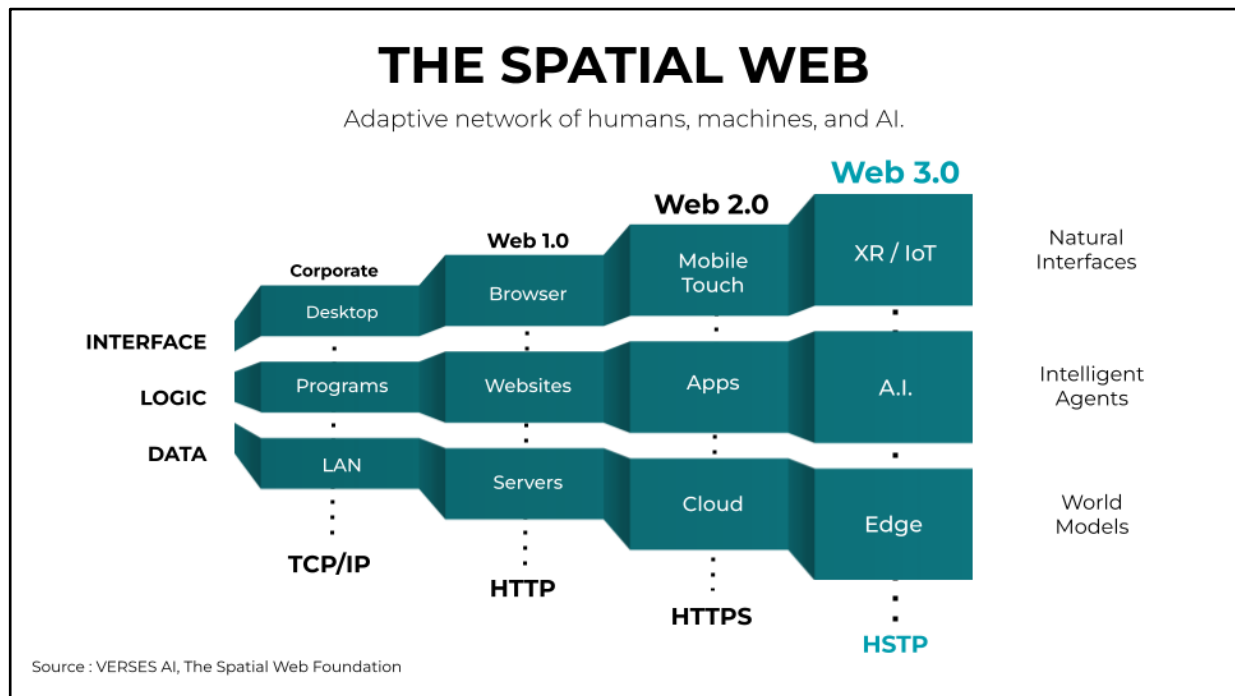 THE SPATIAL WEB
Adaptive network of humans, machines, and AI.
Corporate
Web 1.0
Web 2.0
Web 3.0
INTERFACE
Desktop
Browser
Mobile
Touch
XR / IoT
Natural
Interfaces
LOGIC
Programs
Websites
Apps
A.I.
Intelligent
Agents
DATA
LAN
Servers
Cloud
Edge
World
Models
TCP/IP
HTTP
HTTPS
HSTP
Source : VERSES AI, The Spatial Web Foundation